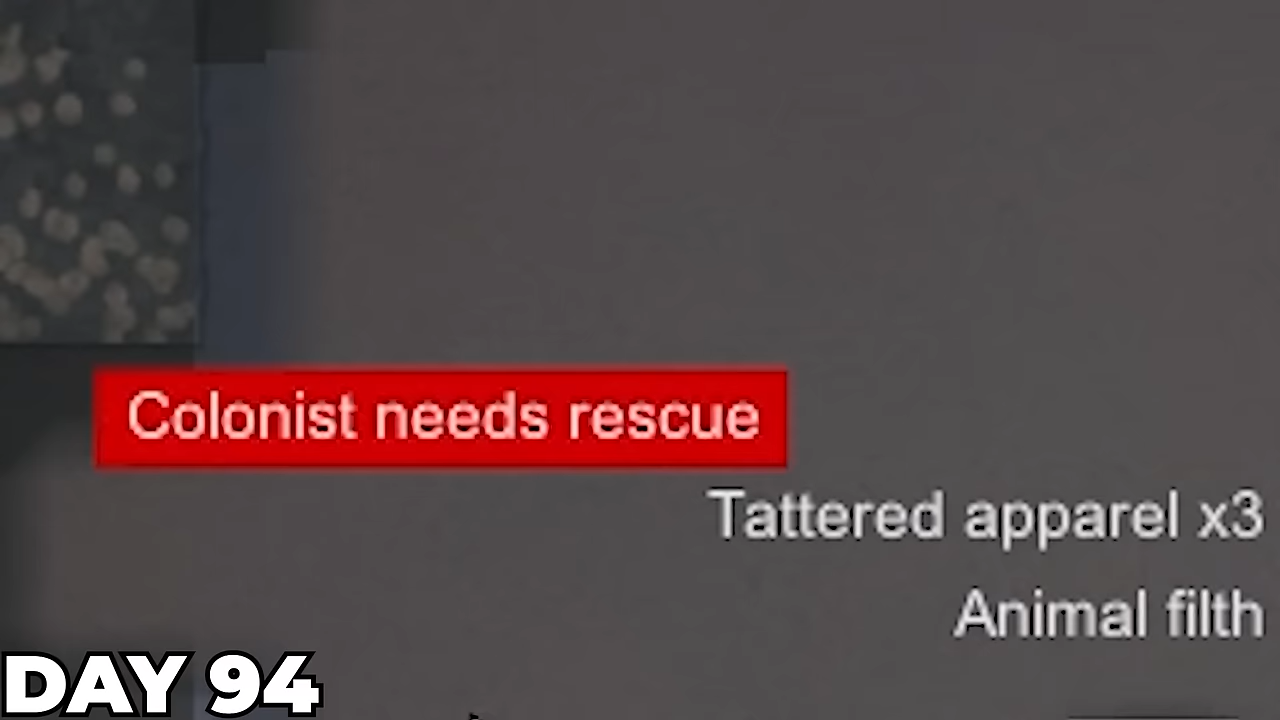 Colonist needs rescue
Tattered apparel x3
Animal filth
DAY 94